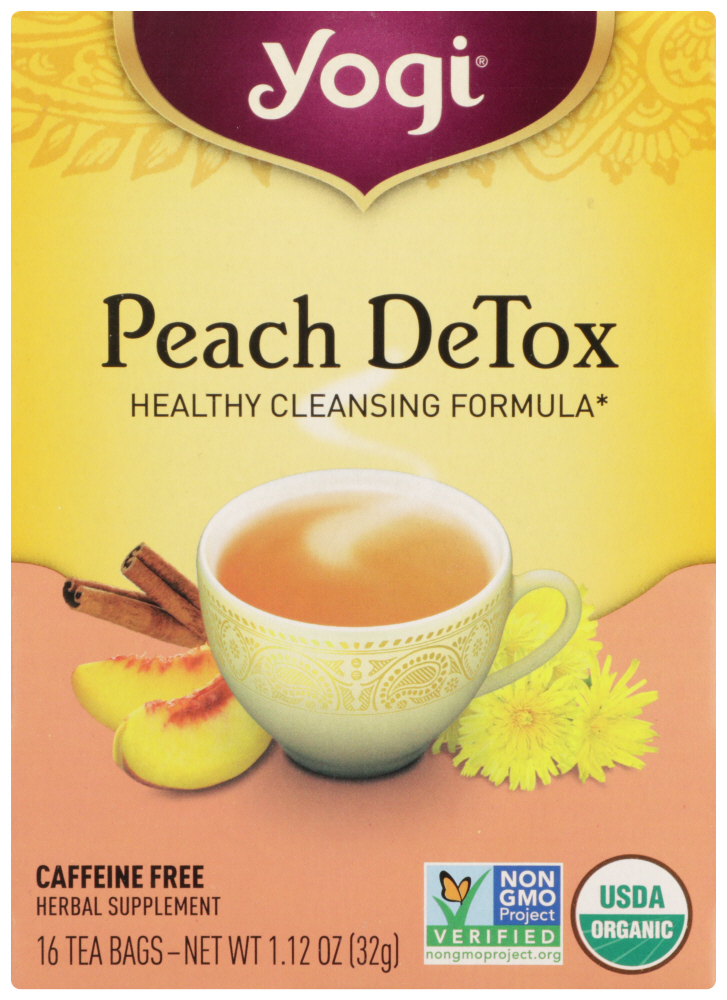 yogi®
Peach DeTox
HEALTHY CLEANSING FORMULA*
CAFFEINE FREE
HERBAL SUPPLEMENT
16 TEA BAGS – NET WT 1.12 OZ (32g)
NON
GMO
Project
VERIFIED
nongmoproject.org
USDA
ORGANIC